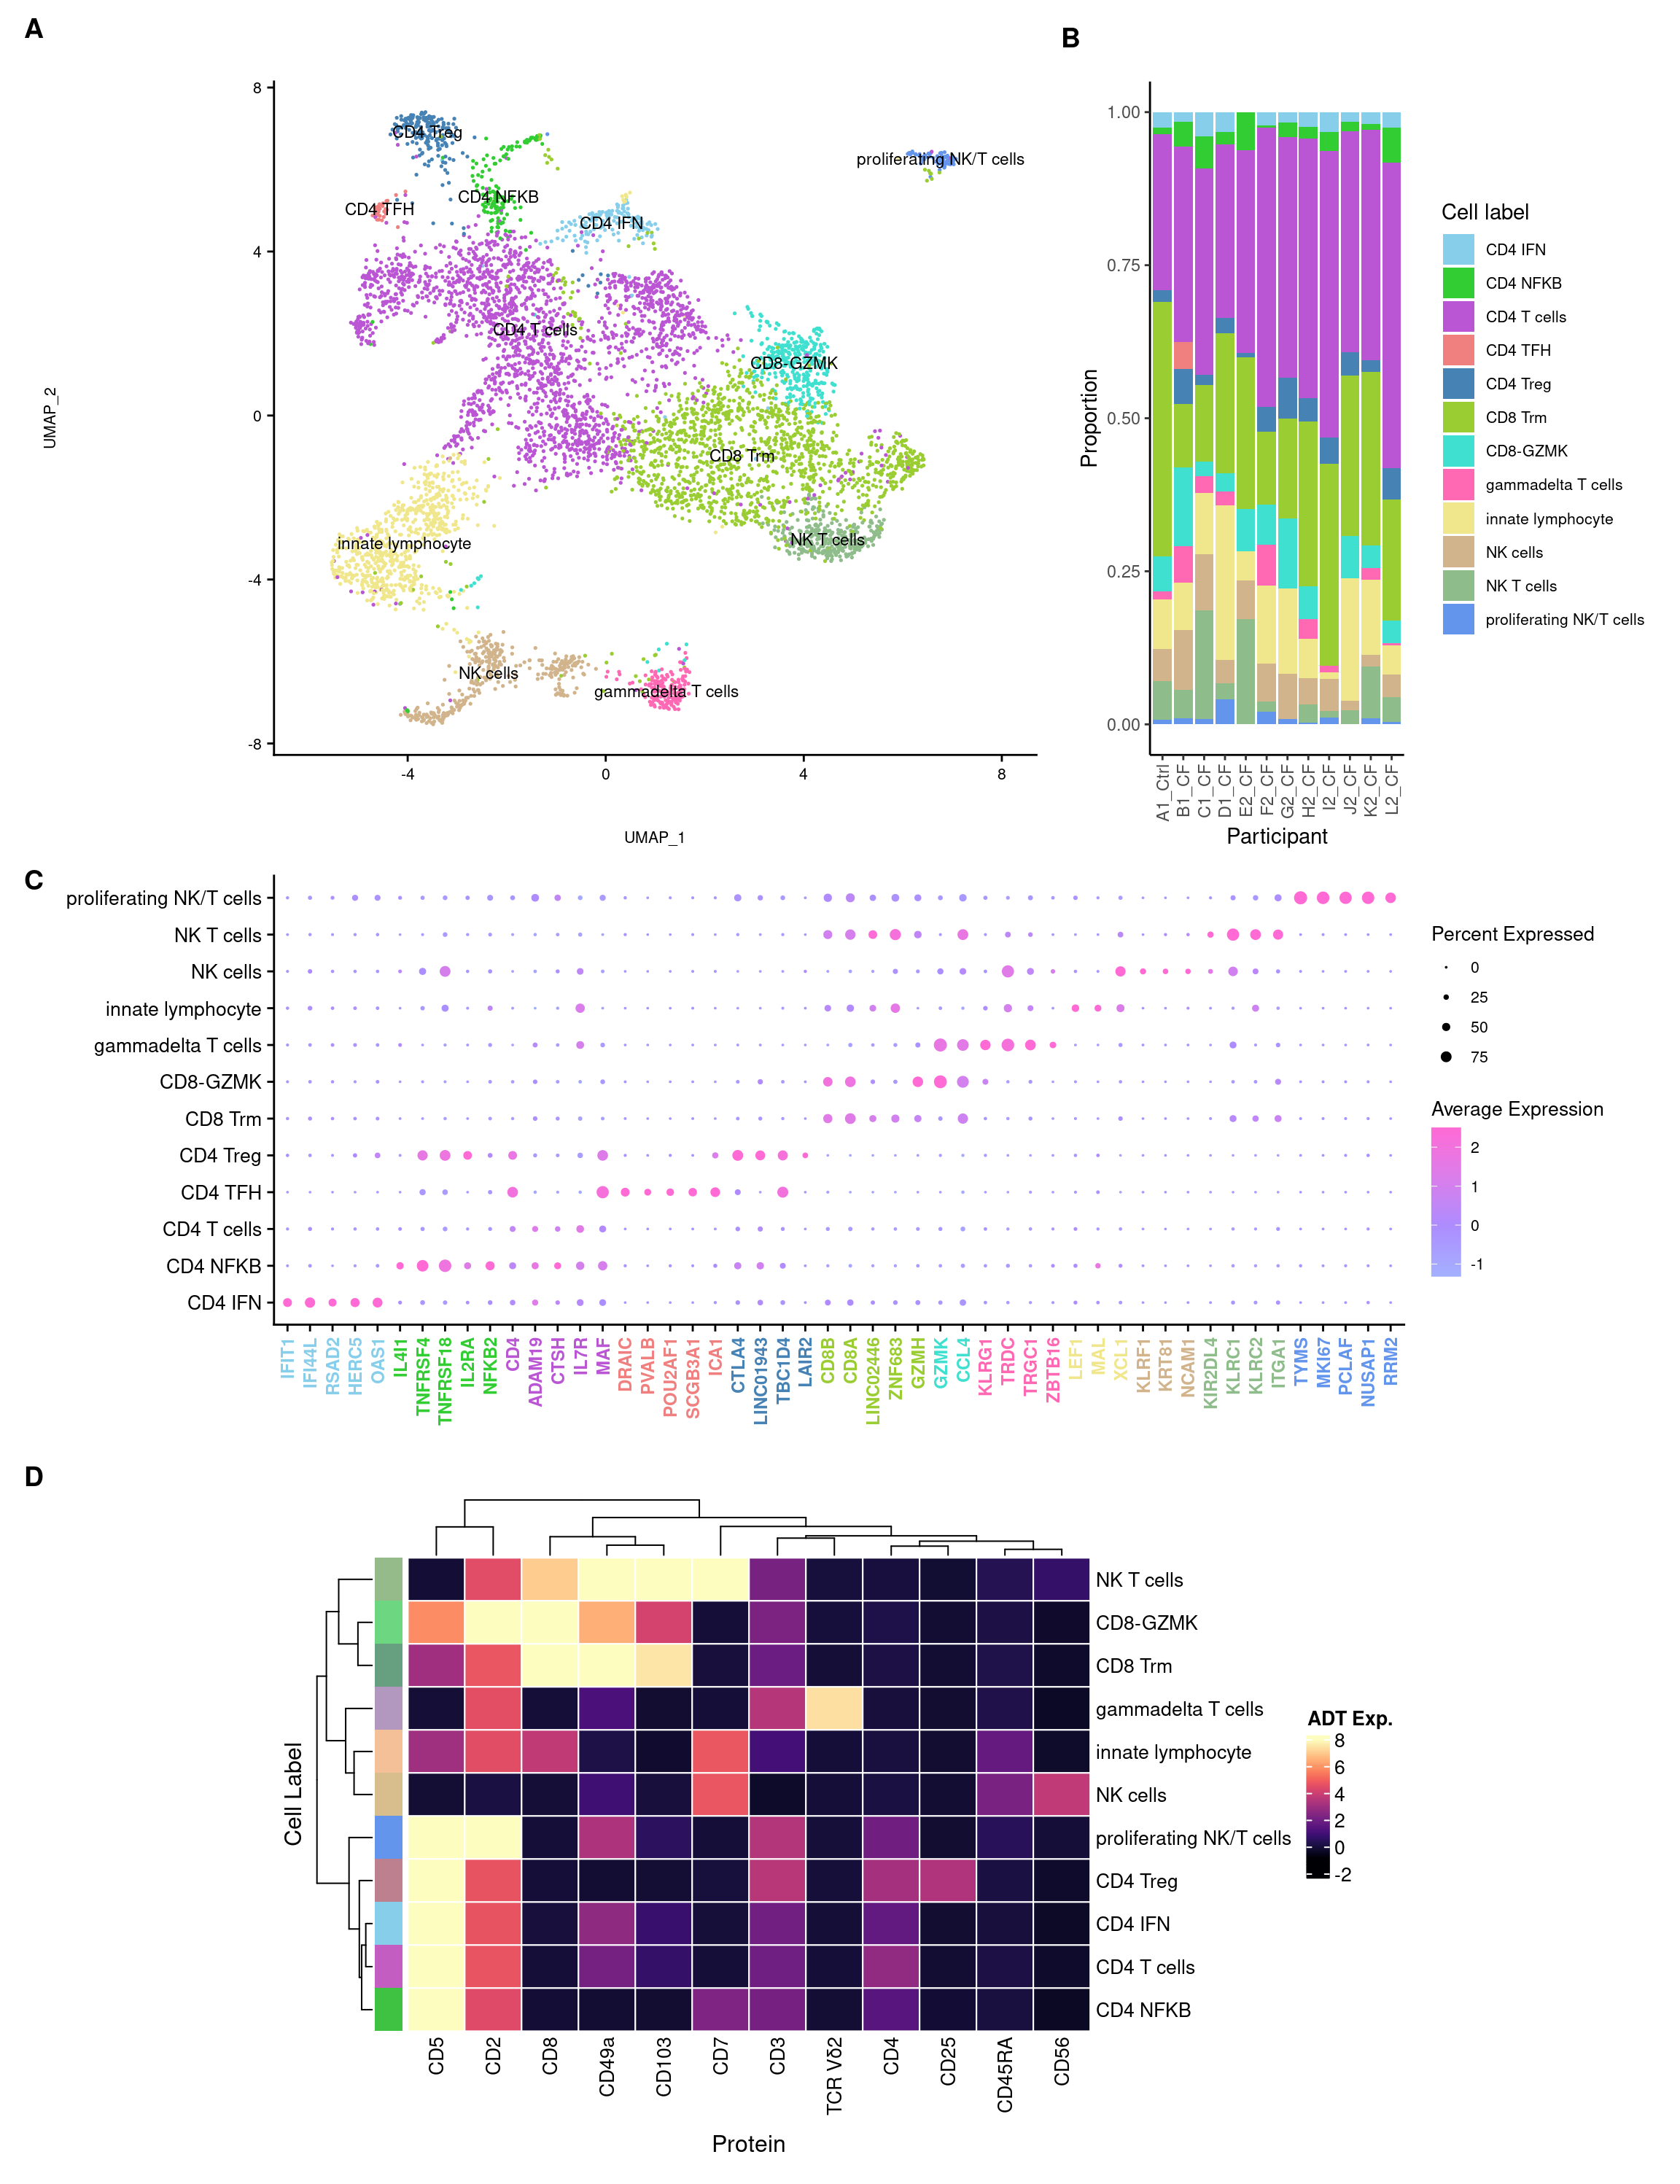 A
B
8
4
0
-4
-8
UMAP_2
CD4 Treg
proliferating NK/T cells
CD4 NFKB
CD4 TFH
CD4 IFN
CD4 T cells
CD8-GZMK
CD8 Trm
NK T cells
innate lymphocyte
NK cells
gammadelta T cells
-4
0
4
8
UMAP_1
1.00
0.75
0.50
0.25
0.00
Proportion
A1_Ctrl
B1_CF
C1_CF
D1_CF
E2_CF
F2_CF
G2_CF
H2_CF
I2_CF
J2_CF
K2_CF
L2_CF
Participant
Cell label
CD4 IFN
CD4 NFKB
CD4 T cells
CD4 TFH
CD4 Treg
CD8 Trm
CD8-GZMK
gammadelta T cells
innate lymphocyte
NK cells
NK T cells
proliferating NK/T cells
C
proliferating NK/T cells
NK T cells
NK cells
innate lymphocyte
gammadelta T cells
CD8-GZMK
CD8 Trm
CD4 Treg
CD4 TFH
CD4 T cells
CD4 NFKB
CD4 IFN
IFIT1
IFI44L
RSAD2
HERC5
OAS1
IL4I1
TNFRSF4
TNFRSF18
IL2RA
NFKB2
CD4
ADAM19
CTSH
IL7R
MAF
DRAIC
PVALB
POU2AF1
SCGB3A1
ICA1
CTLA4
LINC01943
TBC1D4
LAIR2
CD8B
CD8A
LINC02446
ZNF683
GZMH
GZMK
CCL4
KLRG1
TRDC
TRGC1
ZBTB16
LEF1
IMAL
XCL1
KLRF1
KRT81
NCAM1
KIR2DL4
KLRC1
KLRC2
ITGA1
TYMS
MKI67
PCLAF
NUSAP1
RRM2
Percent Expressed
0
25
50
75
Average Expression
2
1
0
-1
D
Cell Label
NK T cells
CD8-GZMK
CD8 Trm
gammadelta T cells
innate lymphocyte
NK cells
proliferating NK/T cells
CD4 Treg
CD4 IFN
CD4 T cells
CD4 NFKB
CD5
CD2
CD8
CD49a
CD103
CD7
CD3
TCR Vδ2
CD4
CD25
CD45RA
CD56
Protein
ADT Exp.
8
6
4
2
0
-2